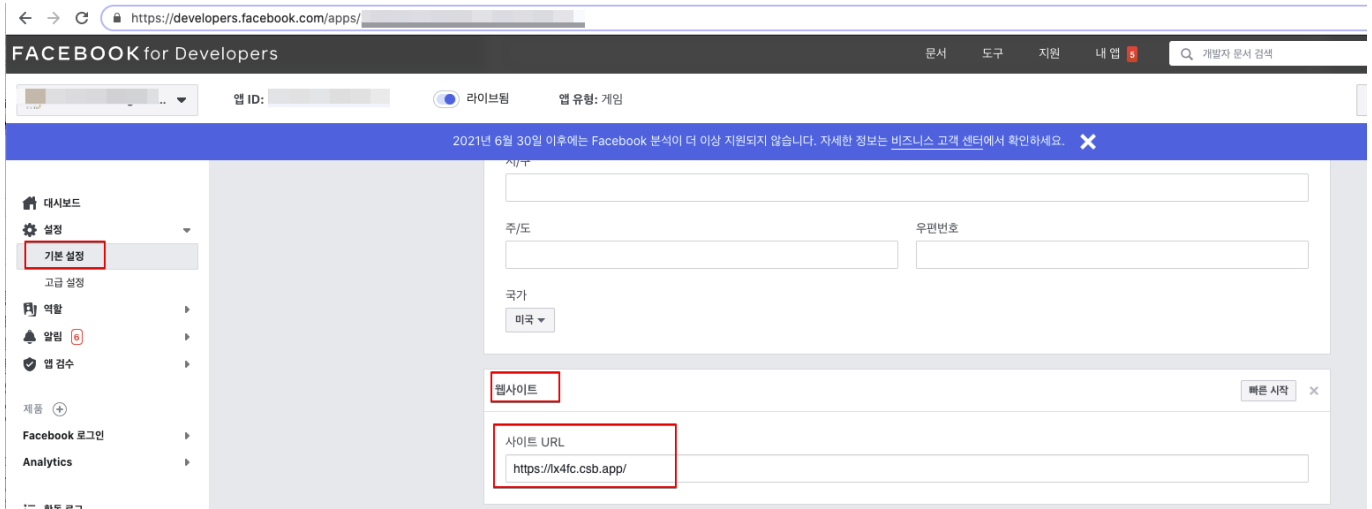 https://developers.facebook.com/apps/
FACEBOOK for Developers
문서
도구
지원
내 앱 5
개발자 문서 검색
..
앱 ID:
라이브됨
앱 유형: 게임
2021년 6월 30일 이후에는 Facebook 분석이 더 이상 지원되지 않습니다. 자세한 정보는 비즈니스 고객 센터에서 확인하세요.
대시보드
설정
기본 설정
고급 설정
역할
알림 6
앱 검수
제품
Facebook 로그인
Analytics
시/구
주/도
우편번호
국가
미국
웹사이트
빠른 시작
사이트 URL
https://lx4fc.csb.app/